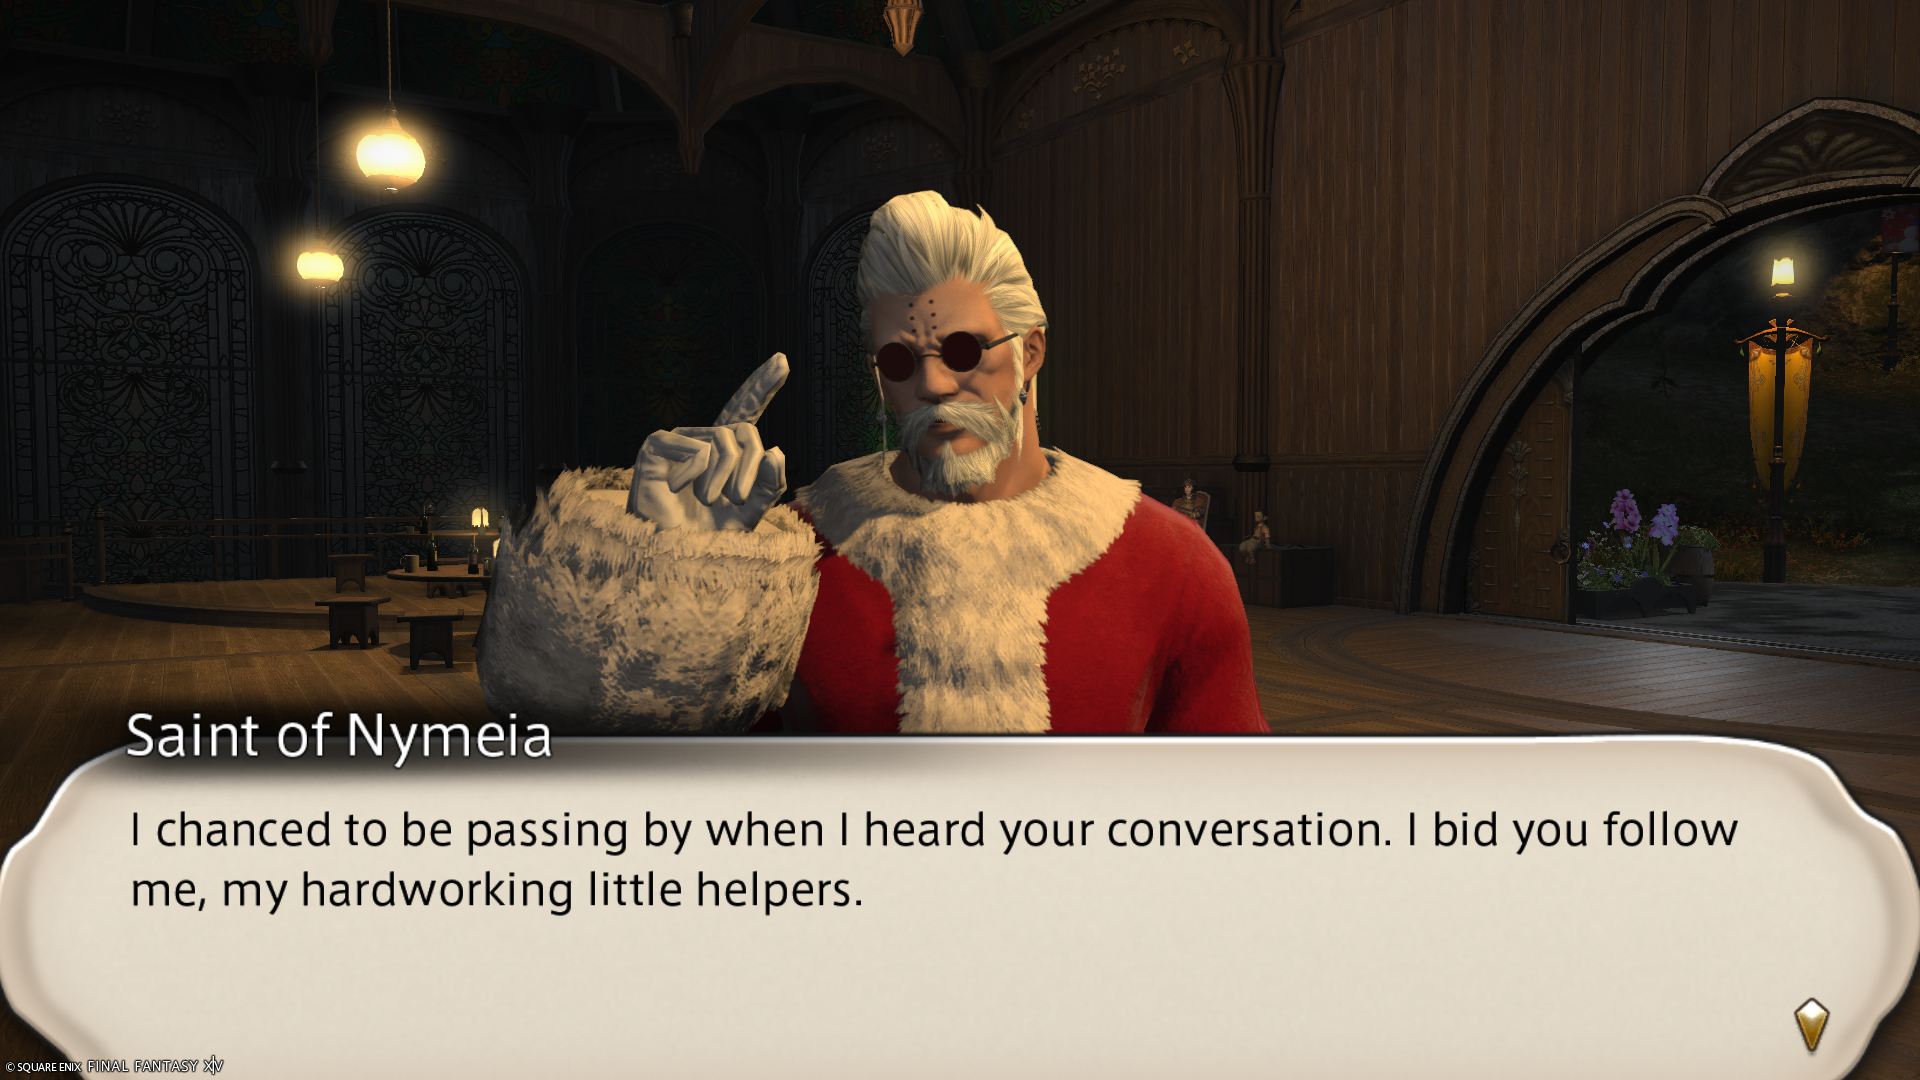 Saint of Nymeia
I chanced to be passing by when I heard your conversation. I bid you follow
me, my hardworking little helpers.
© SQUARE ENIX FINAL FANTASY XIV